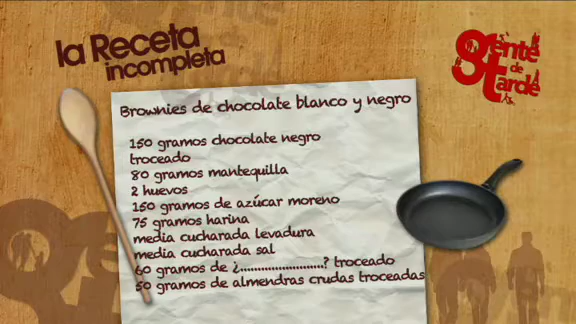 la Receta
incompleta
Gente
de
tarde
Brownies de chocolate blanco y negro
150 gramos chocolate negro
troceado
80 gramos mantequilla
2 huevos
150 gramos de azúcar moreno
75 gramos harina
media cucharada levadura
media cucharada sal
60 gramos de ¿........................? troceado
50 gramos de almendras crudas troceadas